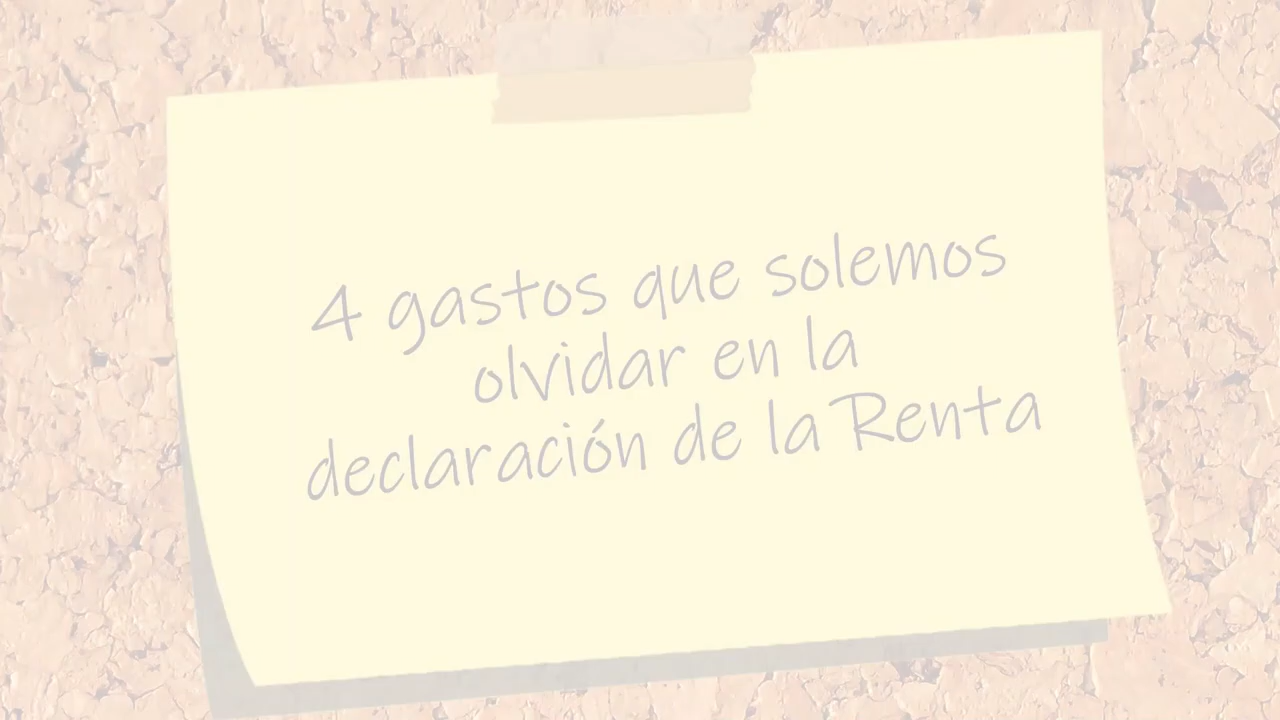 4 gastos que solemos
olvidar en la
declaración de la Renta